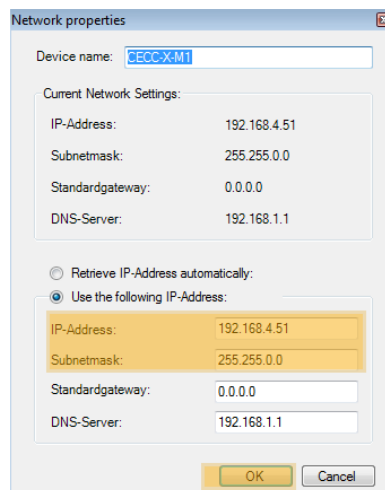 Network properties
Device name: CECC-X-M1
Current Network Settings:
IP-Address: 192.168.4.51
Subnetmask: 255.255.0.0
Standardgateway: 0.0.0.0
DNS-Server: 192.168.1.1
Retrieve IP-Address automatically:
Use the following IP-Address:
IP-Address: 192.168.4.51
Subnetmask: 255.255.0.0
Standardgateway: 0.0.0.0
DNS-Server: 192.168.1.1
OK Cancel